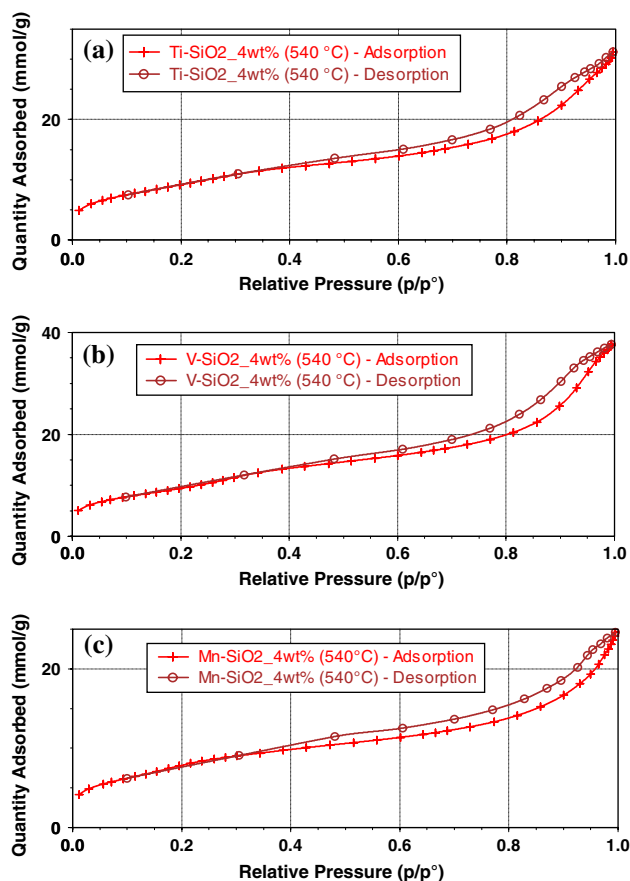 (a)
Ti-SiO2_4wt% (540 °C) - Adsorption
Ti-SiO2_4wt% (540 °C) - Desorption
Quantity Adsorbed (mmol/g)
20
0
0.0 0.2 0.4 0.6 0.8 1.0
Relative Pressure (p/p°)
(b)
V-SiO2_4wt% (540 °C) - Adsorption
V-SiO2_4wt% (540 °C) - Desorption
Quantity Adsorbed (mmol/g)
40
20
0
0.0 0.2 0.4 0.6 0.8 1.0
Relative Pressure (p/p°)
(c)
Mn-SiO2_4wt% (540°C) - Adsorption
Mn-SiO2_4wt% (540°C) - Desorption
Quantity Adsorbed (mmol/g)
20
0
0.0 0.2 0.4 0.6 0.8 1.0
Relative Pressure (p/p°)